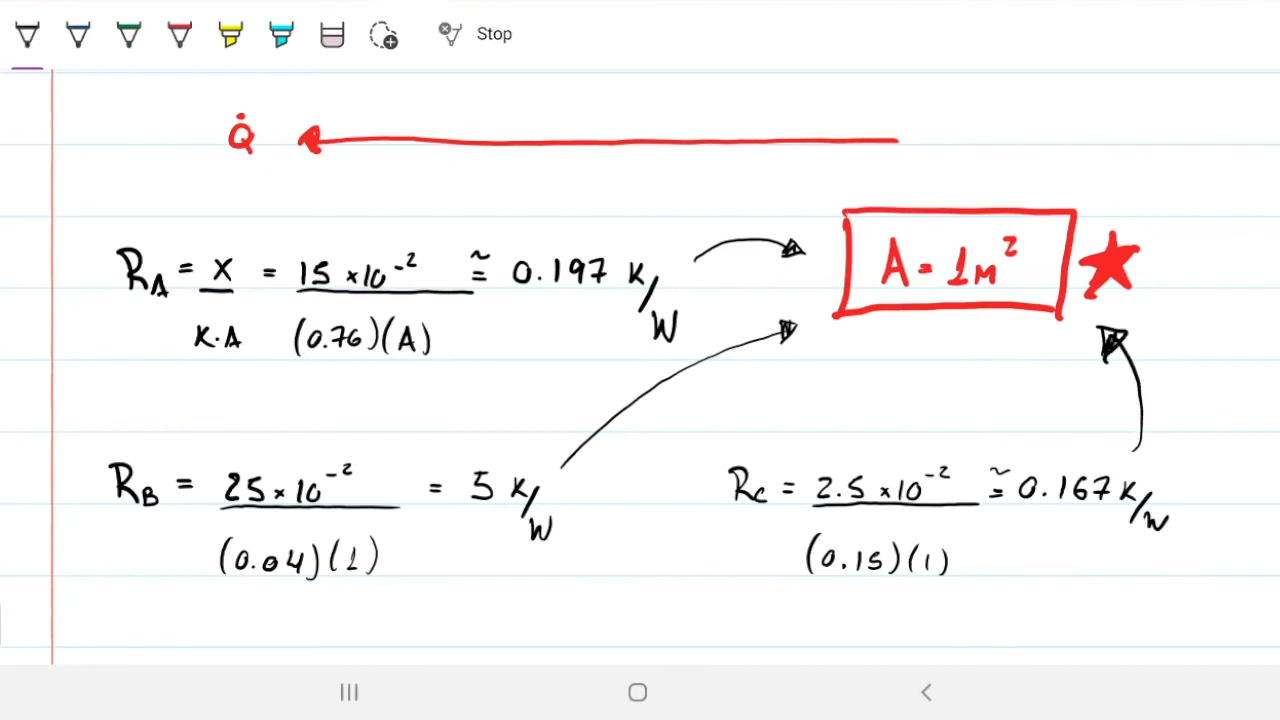 Stop
Q̇
R_A = x / K·A = 15×10⁻² / (0.76)(A) ≅ 0.197 K/W
A = 1m²
R_B = 25×10⁻² / (0.04)(1) = 5 K/W
R_C = 2.5×10⁻² / (0.15)(1) ≅ 0.167 K/W